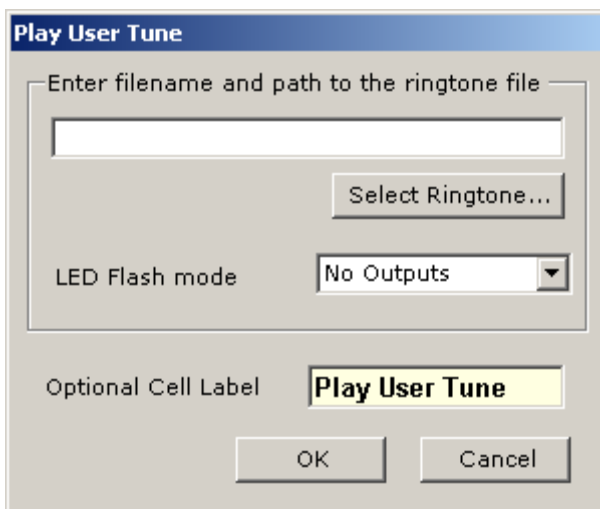 Play User Tune
Enter filename and path to the ringtone file
Select Ringtone...
LED Flash mode
No Outputs
Optional Cell Label
Play User Tune
OK
Cancel